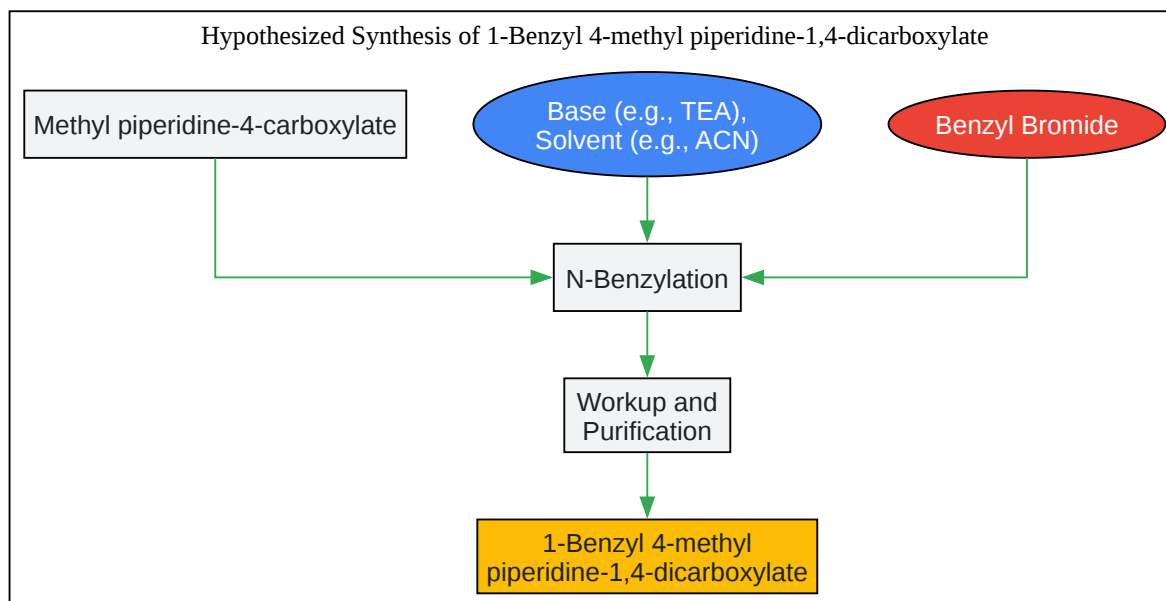 Hypothesized Synthesis of 1-Benzyl 4-methyl piperidine-1,4-dicarboxylate
Methyl piperidine-4-carboxylate
Base (e.g., TEA),
Solvent (e.g., ACN)
Benzyl Bromide
N-Benzylation
Workup and
Purification
1-Benzyl 4-methyl
piperidine-1,4-dicarboxylate